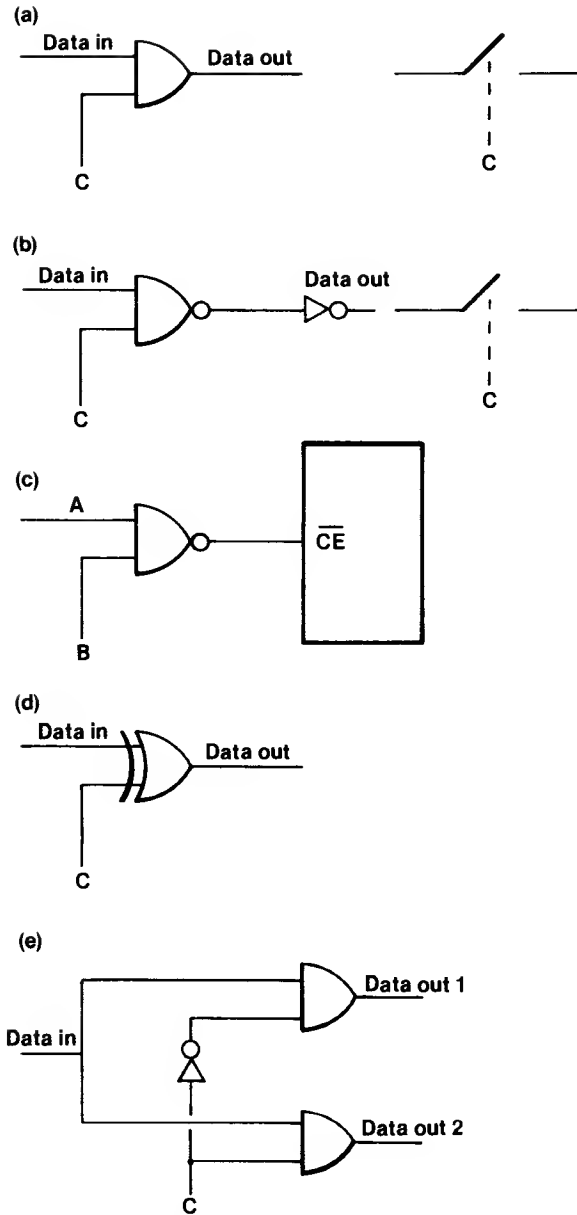 (a)
Data in
Data out
C
C
(b)
Data in
Data out
C
C
(c)
A
C̅E̅
B
(d)
Data in
Data out
C
(e)
Data out 1
Data in
Data out 2
C